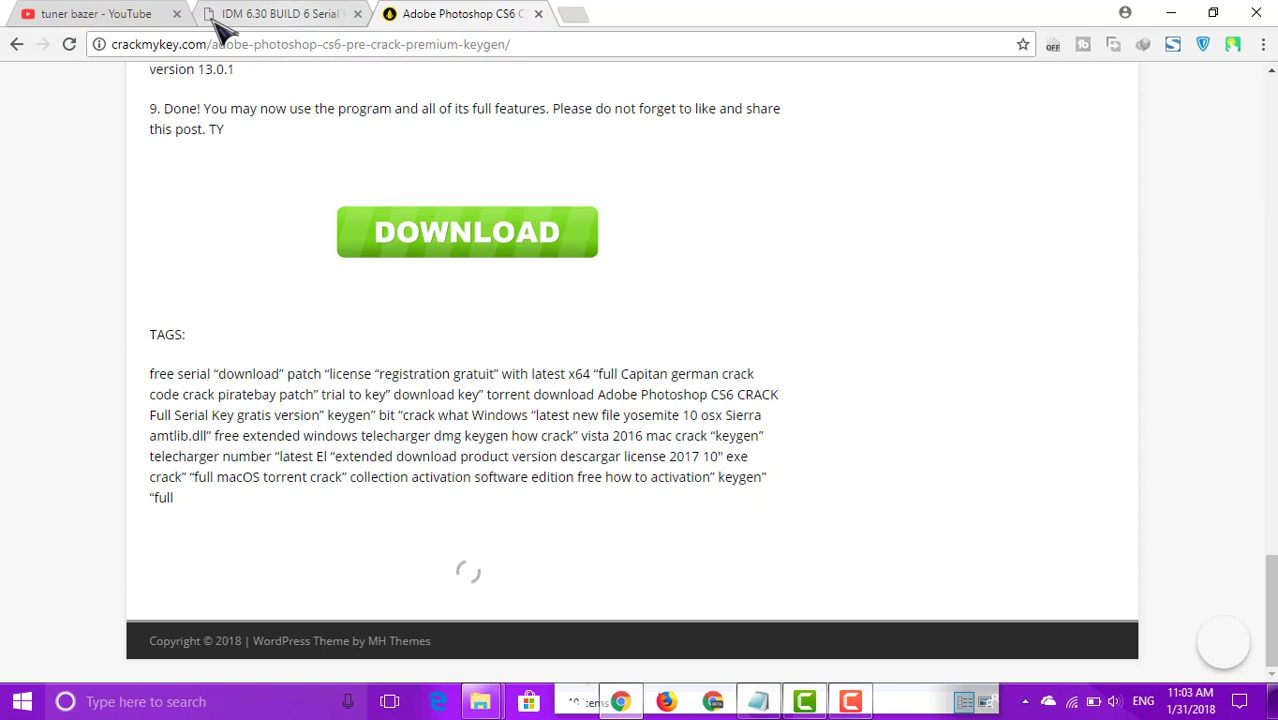 tuner bazer - YouTube
IDM 6.30 BUILD 6 Serial
Adobe Photoshop CS6 C
crackmykey.com/adobe-photoshop-cs6-pre-crack-premium-keygen/
OFF
version 13.0.1
9. Done! You may now use the program and all of its full features. Please do not forget to like and share
this post. TY
DOWNLOAD
TAGS:
free serial “download” patch “license “registration gratuit” with latest x64 “full Capitan german crack
code crack piratebay patch” trial to key” download key” torrent download Adobe Photoshop CS6 CRACK
Full Serial Key gratis version” keygen” bit “crack what Windows “latest new file yosemite 10 osx Sierra
amtlib.dll” free extended windows telecharger dmg keygen how crack” vista 2016 mac crack “keygen”
telecharger number “latest El “extended download product version descargar license 2017 10″ exe
crack” “full macOS torrent crack” collection activation software edition free how to activation” keygen”
“full
Copyright © 2018 | WordPress Theme by MH Themes
Type here to search
items
ENG
11:03 AM
1/31/2018